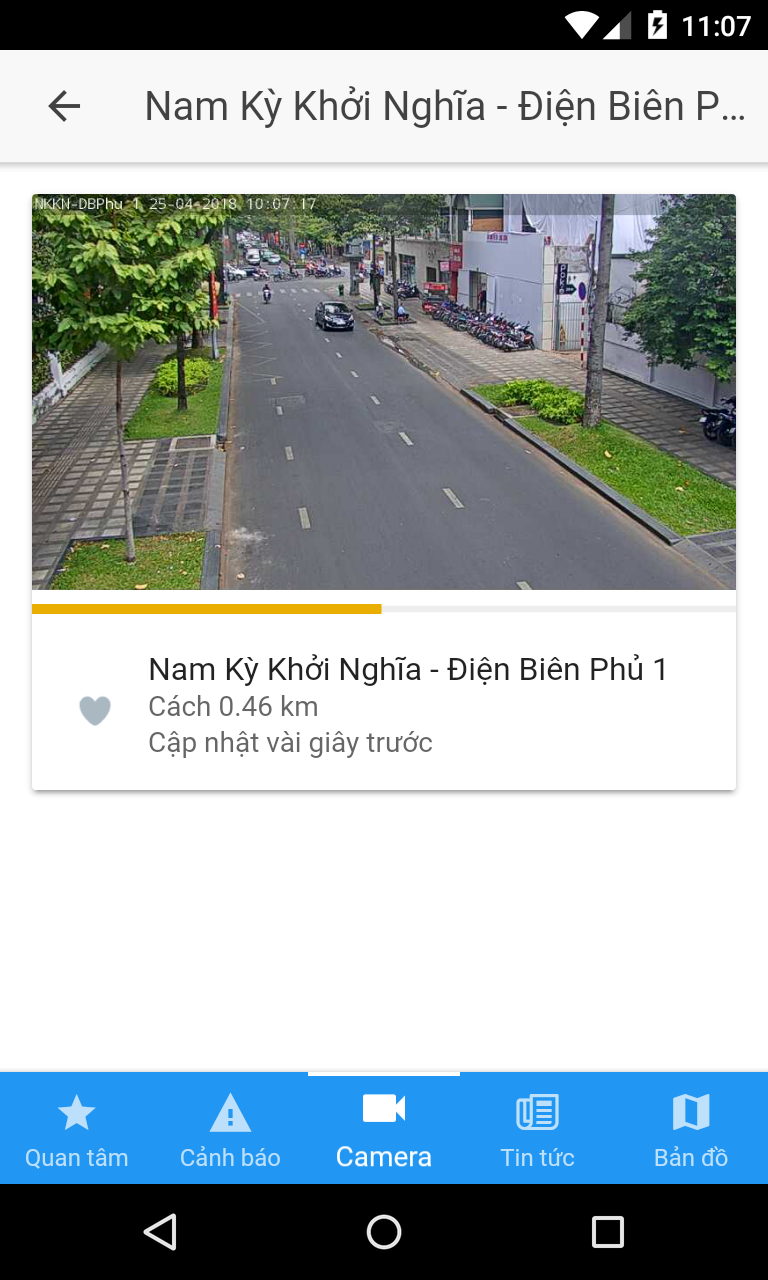 11:07
Nam Kỳ Khởi Nghĩa - Điện Biên P...
NKKN-DBPhu 1 25-04-2018 10:07:17
Nam Kỳ Khởi Nghĩa - Điện Biên Phủ 1
Cách 0.46 km
Cập nhật vài giây trước
Quan tâm
Cảnh báo
Camera
Tin tức
Bản đồ